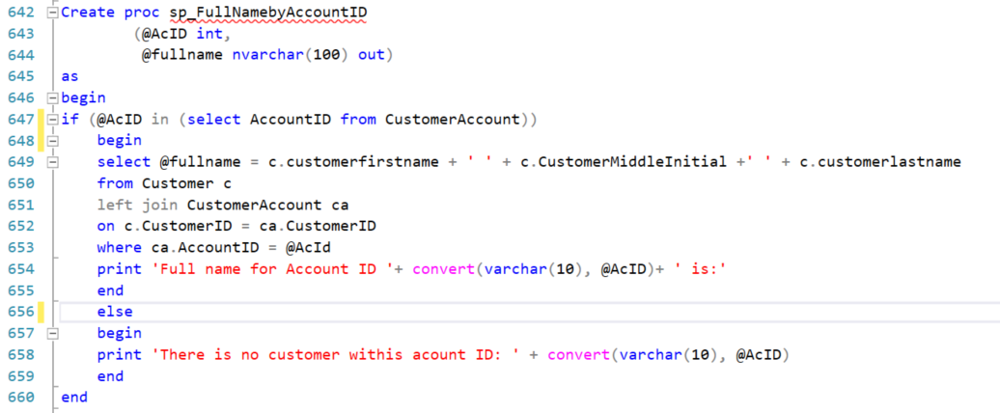 642 Create proc sp_FullNamebyAccountID
643 (@AcID int,
644 @fullname nvarchar(100) out)
645 as
646 begin
647 if (@AcID in (select AccountID from CustomerAccount))
648 begin
649 select @fullname = c.customerfirstname + ' ' + c.CustomerMiddleInitial +' ' + c.customerlastname
650 from Customer c
651 left join CustomerAccount ca
652 on c.CustomerID = ca.CustomerID
653 where ca.AccountID = @AcId
654 print 'Full name for Account ID '+ convert(varchar(10), @AcID)+ ' is:'
655 end
656 else
657 begin
658 print 'There is no customer withis acount ID: ' + convert(varchar(10), @AcID)
659 end
660 end